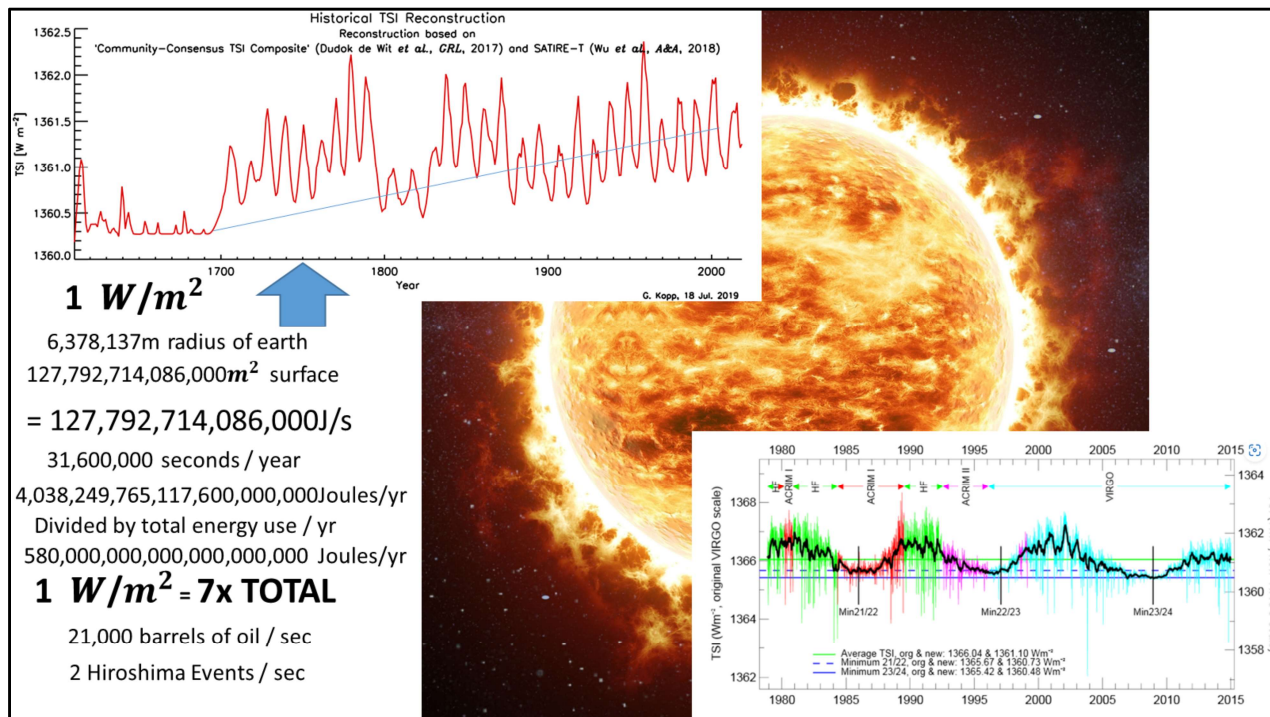 Historical TSI Reconstruction
Reconstruction based on
'Community-Consensus TSI Composite' (Dudok de Wit et al., GRL, 2017) and SATIRE-T (Wu et al., A&A, 2018)
1362.5
1362.0
1361.5
1361.0
1360.5
1360.0
TSI [W m⁻²]
1700 1800 1900 2000
Year
G. Kopp, 18 Jul. 2019
1 W/m²
6,378,137m radius of earth
127,792,714,086,000m² surface
= 127,792,714,086,000J/s
31,600,000 seconds / year
4,038,249,765,117,600,000,000Joules/yr
Divided by total energy use / yr
580,000,000,000,000,000,000 Joules/yr
1 W/m² = 7x TOTAL
21,000 barrels of oil / sec
2 Hiroshima Events / sec
1980 1985 1990 1995 2000 2005 2010 2015
HF ACRIM I HF ACRIM I HF ACRIM II VIRGO
1368
1366
1364
1362
TSI (Wm⁻², original VIRGO scale)
1364
1362
1360
1358
Min21/22 Min22/23 Min23/24
Average TSI, org & new: 1366.04 & 1361.10 Wm⁻²
Minimum 21/22, org & new: 1365.67 & 1360.73 Wm⁻²
Minimum 23/24, org & new: 1365.42 & 1360.48 Wm⁻²
1980 1985 1990 1995 2000 2005 2010 2015